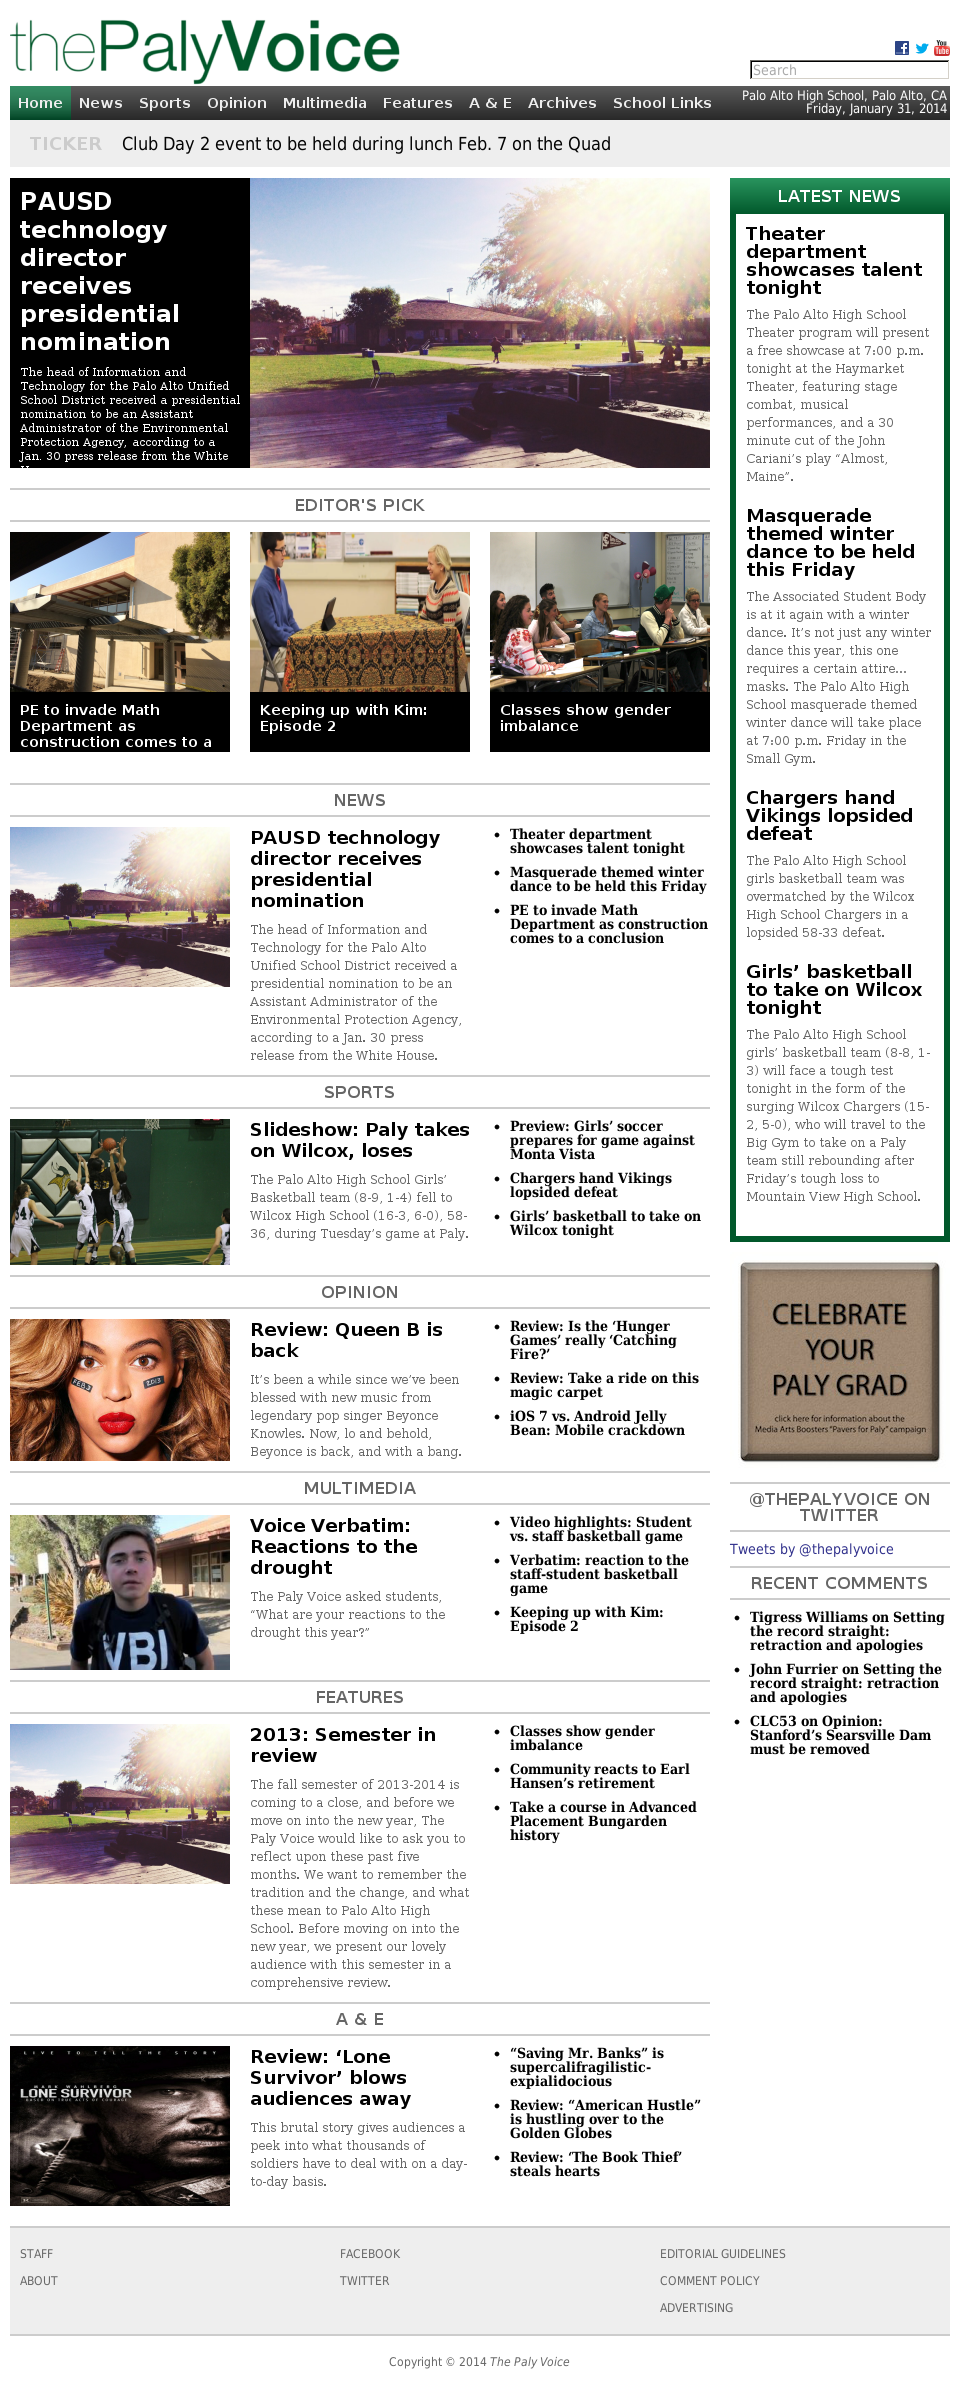 thePalyVoice
Search
Home News Sports Opinion Multimedia Features A & E Archives School Links
Palo Alto High School, Palo Alto, CA
Friday, January 31, 2014
TICKER Club Day 2 event to be held during lunch Feb. 7 on the Quad
PAUSD
technology
director
receives
presidential
nomination
The head of Information and
Technology for the Palo Alto Unified
School District received a presidential
nomination to be an Assistant
Administrator of the Environmental
Protection Agency, according to a
Jan. 30 press release from the White
EDITOR'S PICK
PE to invade Math
Department as
construction comes to a
Keeping up with Kim:
Episode 2
Classes show gender
imbalance
NEWS
PAUSD technology
director receives
presidential
nomination
The head of Information and
Technology for the Palo Alto
Unified School District received a
presidential nomination to be an
Assistant Administrator of the
Environmental Protection Agency,
according to a Jan. 30 press
release from the White House.
• Theater department
showcases talent tonight
• Masquerade themed winter
dance to be held this Friday
• PE to invade Math
Department as construction
comes to a conclusion
SPORTS
Slideshow: Paly takes
on Wilcox, loses
The Palo Alto High School Girls’
Basketball team (8-9, 1-4) fell to
Wilcox High School (16-3, 6-0), 58-
36, during Tuesday’s game at Paly.
• Preview: Girls’ soccer
prepares for game against
Monta Vista
• Chargers hand Vikings
lopsided defeat
• Girls’ basketball to take on
Wilcox tonight
OPINION
FEB 3
2013
Review: Queen B is
back
It’s been a while since we’ve been
blessed with new music from
legendary pop singer Beyonce
Knowles. Now, lo and behold,
Beyonce is back, and with a bang.
• Review: Is the ‘Hunger
Games’ really ‘Catching
Fire?’
• Review: Take a ride on this
magic carpet
• iOS 7 vs. Android Jelly
Bean: Mobile crackdown
MULTIMEDIA
VBI
Voice Verbatim:
Reactions to the
drought
The Paly Voice asked students,
“What are your reactions to the
drought this year?”
• Video highlights: Student
vs. staff basketball game
• Verbatim: reaction to the
staff-student basketball
game
• Keeping up with Kim:
Episode 2
FEATURES
2013: Semester in
review
The fall semester of 2013-2014 is
coming to a close, and before we
move on into the new year, The
Paly Voice would like to ask you to
reflect upon these past five
months. We want to remember the
tradition and the change, and what
these mean to Palo Alto High
School. Before moving on into the
new year, we present our lovely
audience with this semester in a
comprehensive review.
• Classes show gender
imbalance
• Community reacts to Earl
Hansen’s retirement
• Take a course in Advanced
Placement Bungarden
history
A & E
LIVE TO TELL THE STORY
MARK WAHLBERG
LONE SURVIVOR
BASED ON TRUE ACTS OF COURAGE
Review: ‘Lone
Survivor’ blows
audiences away
This brutal story gives audiences a
peek into what thousands of
soldiers have to deal with on a day-
to-day basis.
• “Saving Mr. Banks” is
supercalifragilistic-
expialidocious
• Review: “American Hustle”
is hustling over to the
Golden Globes
• Review: ‘The Book Thief’
steals hearts
LATEST NEWS
Theater
department
showcases talent
tonight
The Palo Alto High School
Theater program will present
a free showcase at 7:00 p.m.
tonight at the Haymarket
Theater, featuring stage
combat, musical
performances, and a 30
minute cut of the John
Cariani’s play “Almost,
Maine”.
Masquerade
themed winter
dance to be held
this Friday
The Associated Student Body
is at it again with a winter
dance. It’s not just any winter
dance this year, this one
requires a certain attire…
masks. The Palo Alto High
School masquerade themed
winter dance will take place
at 7:00 p.m. Friday in the
Small Gym.
Chargers hand
Vikings lopsided
defeat
The Palo Alto High School
girls basketball team was
overmatched by the Wilcox
High School Chargers in a
lopsided 58-33 defeat.
Girls’ basketball
to take on Wilcox
tonight
The Palo Alto High School
girls’ basketball team (8-8, 1-
3) will face a tough test
tonight in the form of the
surging Wilcox Chargers (15-
2, 5-0), who will travel to the
Big Gym to take on a Paly
team still rebounding after
Friday’s tough loss to
Mountain View High School.
CELEBRATE
YOUR
PALY GRAD
click here for information about the
Media Arts Boosters “Pavers for Paly” campaign
@THEPALYVOICE ON
TWITTER
Tweets by @thepalyvoice
RECENT COMMENTS
• Tigress Williams on Setting
the record straight:
retraction and apologies
• John Furrier on Setting the
record straight: retraction
and apologies
• CLC53 on Opinion:
Stanford’s Searsville Dam
must be removed
STAFF
ABOUT
FACEBOOK
TWITTER
EDITORIAL GUIDELINES
COMMENT POLICY
ADVERTISING
Copyright © 2014 The Paly Voice